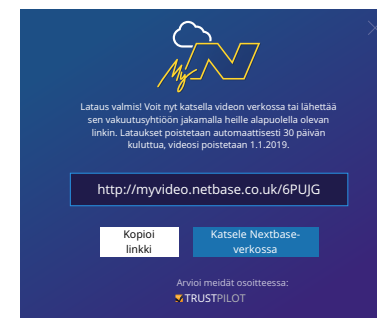 My N
Lataus valmis! Voit nyt katsella videon verkossa tai lähettää
sen vakuutusyhtiöön jakamalla heille alapuolella olevan
linkin. Lataukset poistetaan automaattisesti 30 päivän
kuluttua, videosi poistetaan 1.1.2019.
http://myvideo.netbase.co.uk/6PUJG
Kopioi
linkki
Katsele Nextbase-
verkossa
Arvioi meidät osoitteessa:
TRUSTPILOT